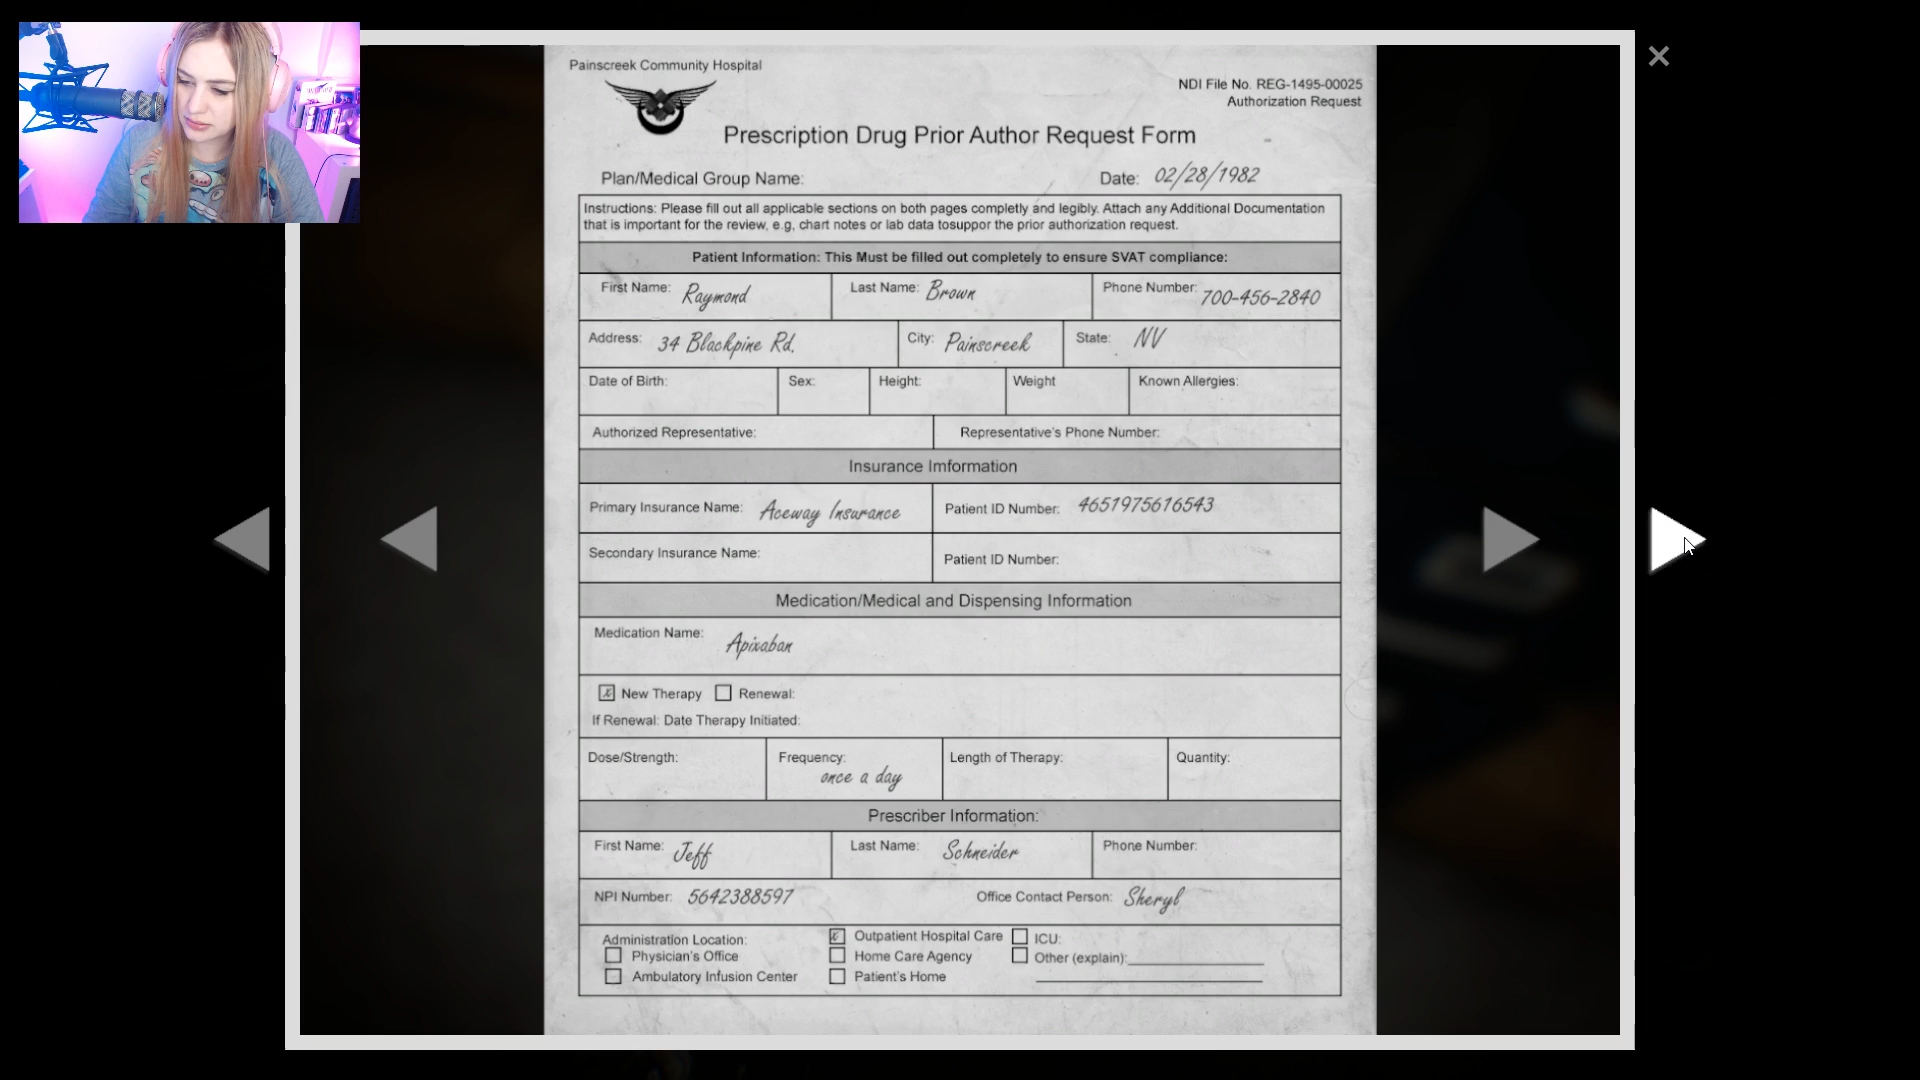 Painscreek Community Hospital
NDI File No. REG-1495-00025
Authorization Request
Prescription Drug Prior Author Request Form
Plan/Medical Group Name:
Date: 02/28/1982
Instructions: Please fill out all applicable sections on both pages completly and legibly. Attach any Additional Documentation
that is important for the review, e.g, chart notes or lab data tosuppor the prior authorization request.
Patient Information: This Must be filled out completely to ensure SVAT compliance:
First Name: Raymond Last Name: Brown Phone Number: 700-456-2840
Address: 34 Blackpine Rd. City: Painscreek State: NV
Date of Birth: Sex: Height: Weight Known Allergies:
Authorized Representative: Representative's Phone Number:
Insurance Imformation
Primary Insurance Name: Aceway Insurance Patient ID Number: 4651975616543
Secondary Insurance Name: Patient ID Number:
Medication/Medical and Dispensing Information
Medication Name: Apixaban
x New Therapy Renewal:
If Renewal: Date Therapy Initiated:
Dose/Strength: Frequency: once a day Length of Therapy: Quantity:
Prescriber Information:
First Name: Jeff Last Name: Schneider Phone Number:
NPI Number: 5642388597 Office Contact Person: Sheryl
Administration Location: x Outpatient Hospital Care ICU:
Physician's Office Home Care Agency Other (explain):
Ambulatory Infusion Center Patient's Home